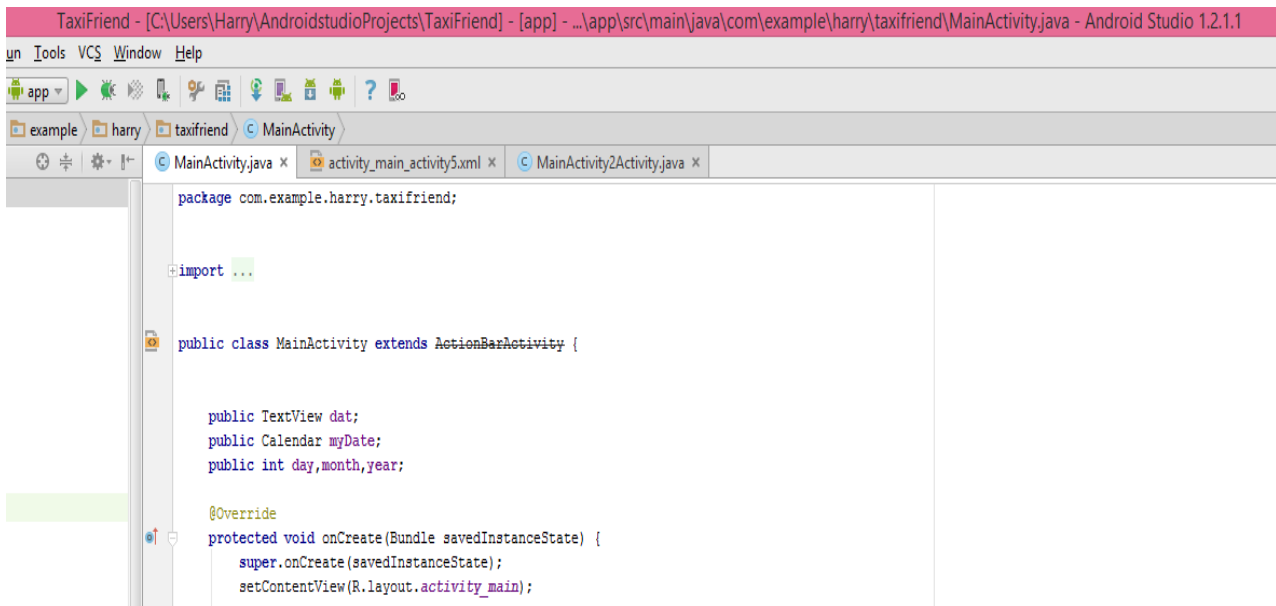 TaxiFriend - [C:\Users\Harry\AndroidstudioProjects\TaxiFriend] - [app] - ...\app\src\main\java\com\example\harry\taxifriend\MainActivity.java - Android Studio 1.2.1.1
un Tools VCS Window Help
app
example harry taxifriend MainActivity
MainActivity.java × activity_main_activity5.xml × MainActivity2Activity.java ×
package com.example.harry.taxifriend;
import ...
public class MainActivity extends ActionBarActivity {
public TextView dat;
public Calendar myDate;
public int day,month,year;
@Override
protected void onCreate(Bundle savedInstanceState) {
super.onCreate(savedInstanceState);
setContentView(R.layout.activity_main);